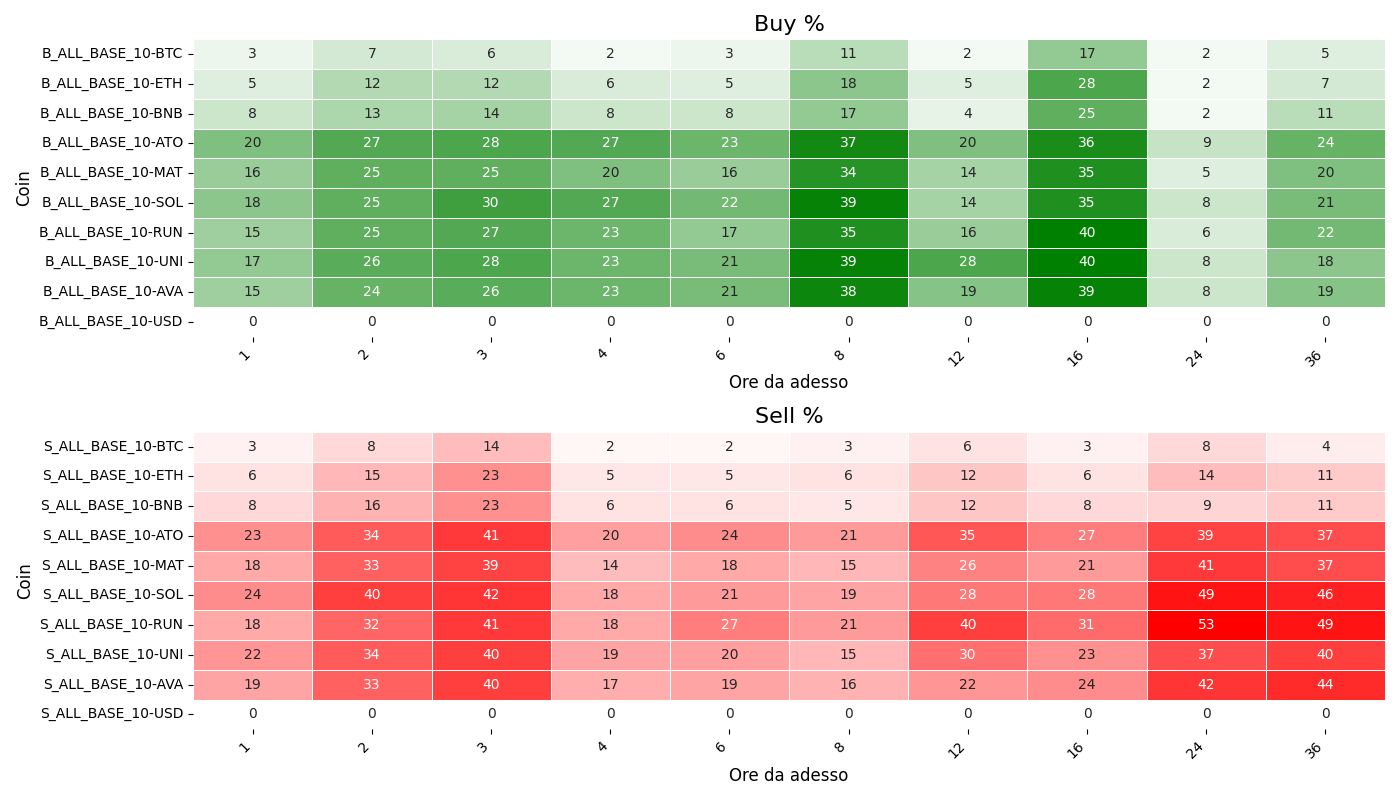 Buy %
Coin
B_ALL_BASE_10-BTC 3 7 6 2 3 11 2 17 2 5
B_ALL_BASE_10-ETH 5 12 12 6 5 18 5 28 2 7
B_ALL_BASE_10-BNB 8 13 14 8 8 17 4 25 2 11
B_ALL_BASE_10-ATO 20 27 28 27 23 37 20 36 9 24
B_ALL_BASE_10-MAT 16 25 25 20 16 34 14 35 5 20
B_ALL_BASE_10-SOL 18 25 30 27 22 39 14 35 8 21
B_ALL_BASE_10-RUN 15 25 27 23 17 35 16 40 6 22
B_ALL_BASE_10-UNI 17 26 28 23 21 39 28 40 8 18
B_ALL_BASE_10-AVA 15 24 26 23 21 38 19 39 8 19
B_ALL_BASE_10-USD 0 0 0 0 0 0 0 0 0 0
1 2 3 4 6 8 12 16 24 36
Ore da adesso
Sell %
Coin
S_ALL_BASE_10-BTC 3 8 14 2 2 3 6 3 8 4
S_ALL_BASE_10-ETH 6 15 23 5 5 6 12 6 14 11
S_ALL_BASE_10-BNB 8 16 23 6 6 5 12 8 9 11
S_ALL_BASE_10-ATO 23 34 41 20 24 21 35 27 39 37
S_ALL_BASE_10-MAT 18 33 39 14 18 15 26 21 41 37
S_ALL_BASE_10-SOL 24 40 42 18 21 19 28 28 49 46
S_ALL_BASE_10-RUN 18 32 41 18 27 21 40 31 53 49
S_ALL_BASE_10-UNI 22 34 40 19 20 15 30 23 37 40
S_ALL_BASE_10-AVA 19 33 40 17 19 16 22 24 42 44
S_ALL_BASE_10-USD 0 0 0 0 0 0 0 0 0 0
1 2 3 4 6 8 12 16 24 36
Ore da adesso